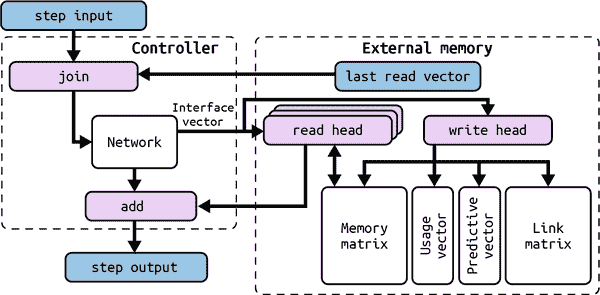 step input
Controller
External memory
join
last read vector
Interface
vector
Network
read head
write head
add
Memory
matrix
Usage
vector
Predictive
vector
Link
matrix
step output